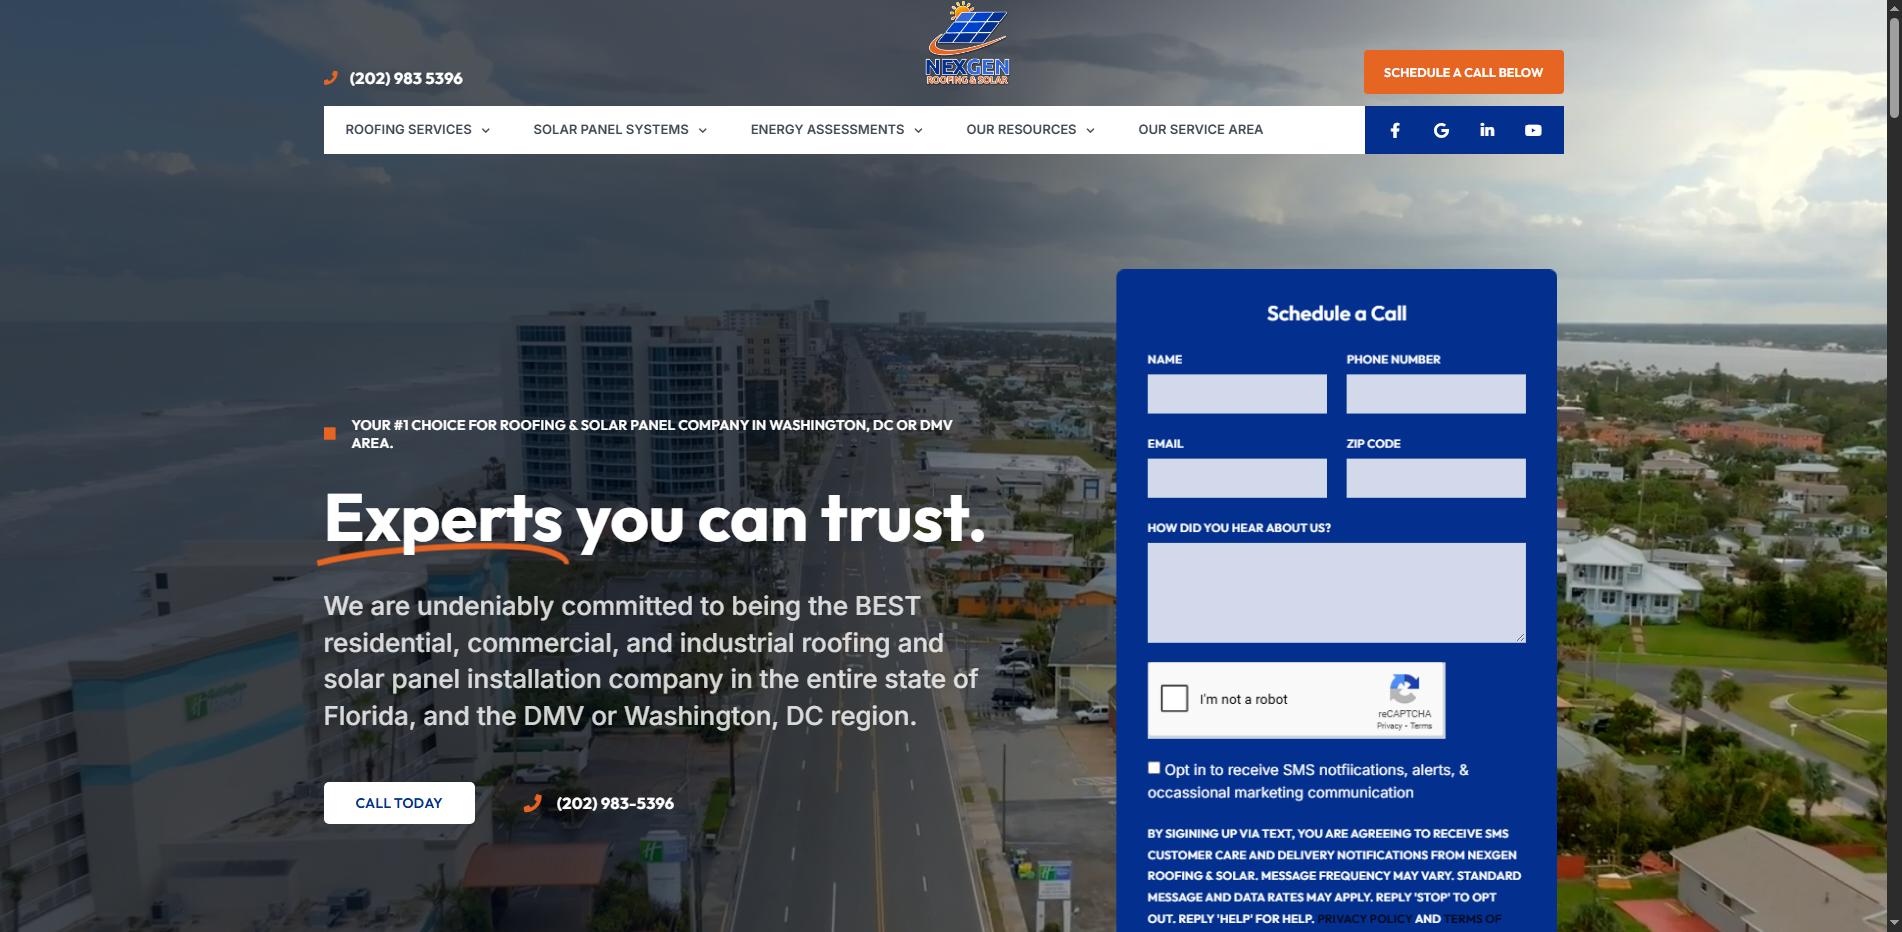 NEXGEN
ROOFING & SOLAR
(202) 983 5396
SCHEDULE A CALL BELOW
ROOFING SERVICES
SOLAR PANEL SYSTEMS
ENERGY ASSESSMENTS
OUR RESOURCES
OUR SERVICE AREA
YOUR #1 CHOICE FOR ROOFING & SOLAR PANEL COMPANY IN WASHINGTON, DC OR DMV
AREA.
Experts you can trust.
We are undeniably committed to being the BEST
residential, commercial, and industrial roofing and
solar panel installation company in the entire state of
Florida, and the DMV or Washington, DC region.
CALL TODAY
(202) 983-5396
Schedule a Call
NAME
PHONE NUMBER
EMAIL
ZIP CODE
HOW DID YOU HEAR ABOUT US?
I'm not a robot
reCAPTCHA
Privacy - Terms
Opt in to receive SMS notfiications, alerts, &
occassional marketing communication
BY SIGINING UP VIA TEXT, YOU ARE AGREEING TO RECEIVE SMS
CUSTOMER CARE AND DELIVERY NOTIFICATIONS FROM NEXGEN
ROOFING & SOLAR. MESSAGE FREQUENCY MAY VARY. STANDARD
MESSAGE AND DATA RATES MAY APPLY. REPLY 'STOP' TO OPT
OUT. REPLY 'HELP' FOR HELP. PRIVACY POLICY AND TERMS OF